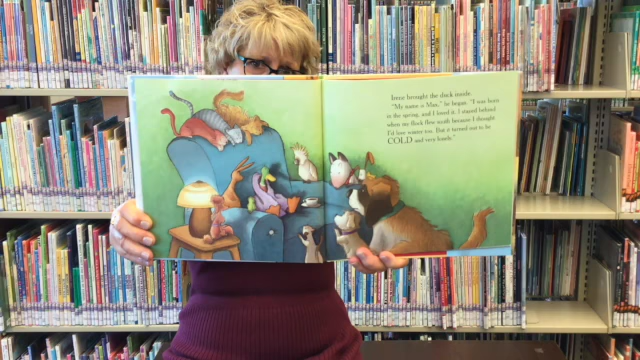 Irene brought the duck inside.
"My name is Max," he began. "I was born
in the spring, and I loved it. I stayed behind
when my flock flew south because I thought
I'd love winter too. But it turned out to be
COLD and very lonely."